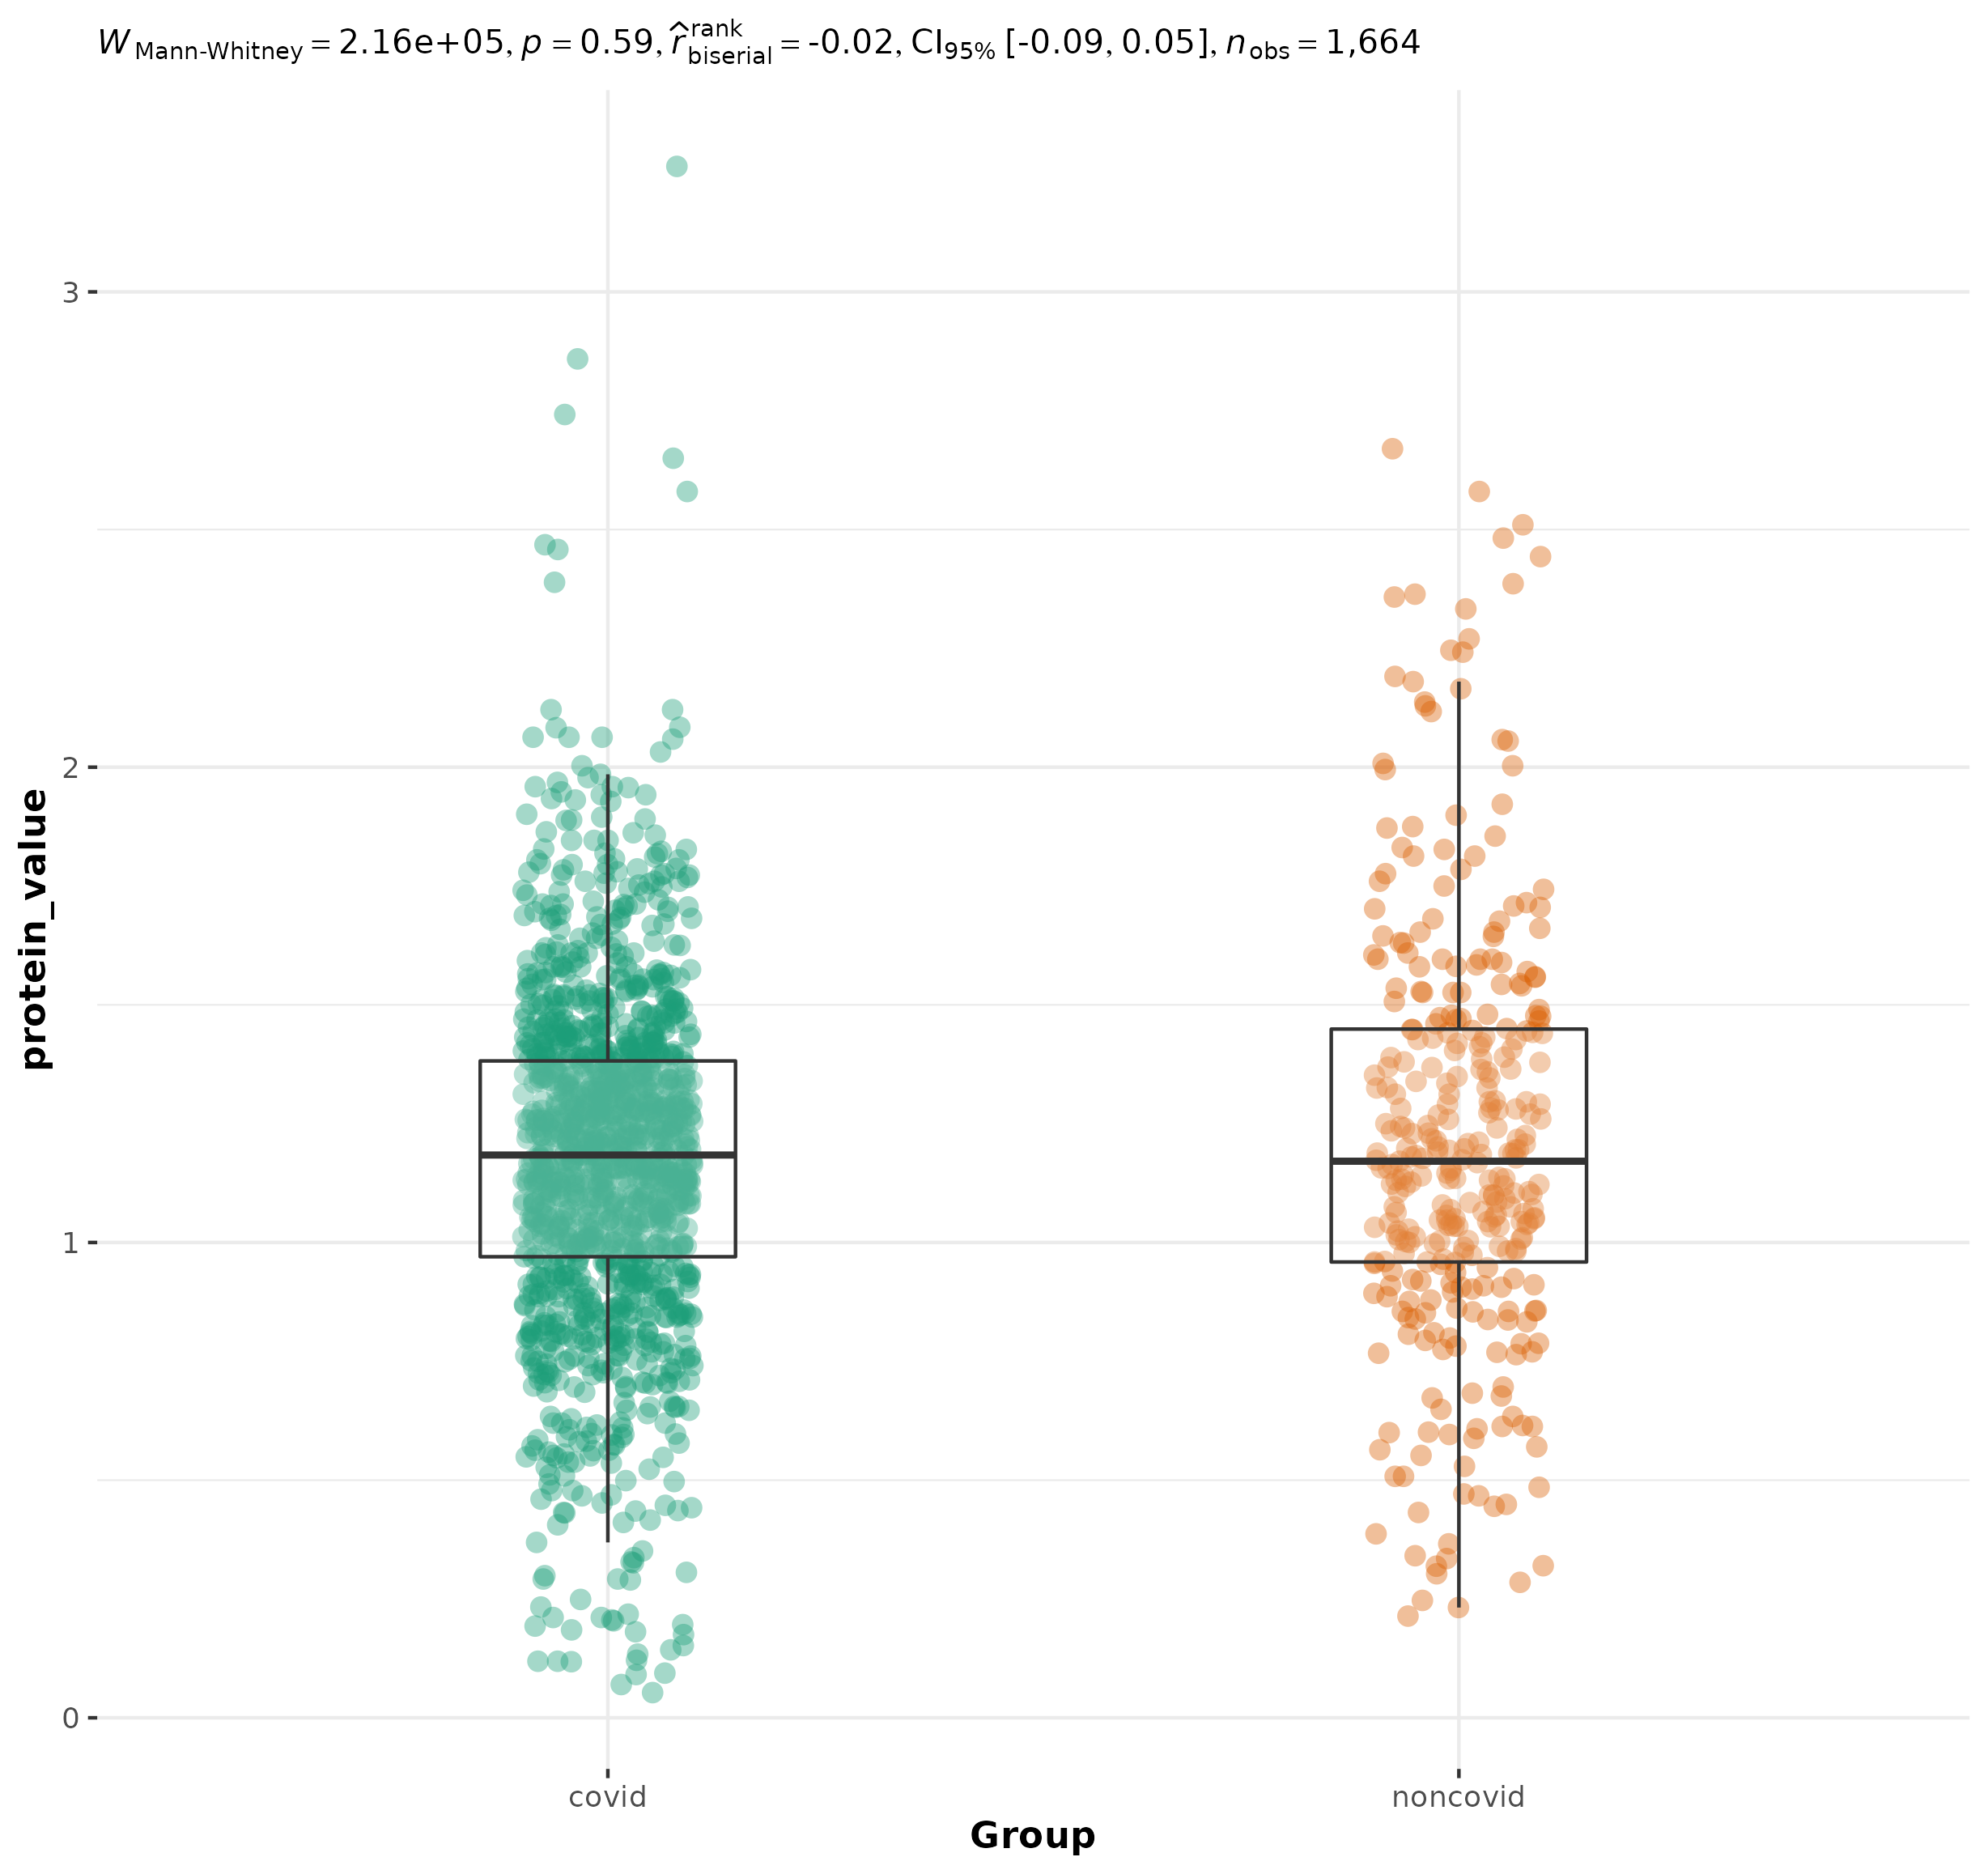 W Mann-Whitney = 2.16e+05, p = 0.59, r̂ rank biserial = -0.02, CI95% [-0.09, 0.05], nobs = 1,664
3
2
1
0
protein_value
covid noncovid
Group